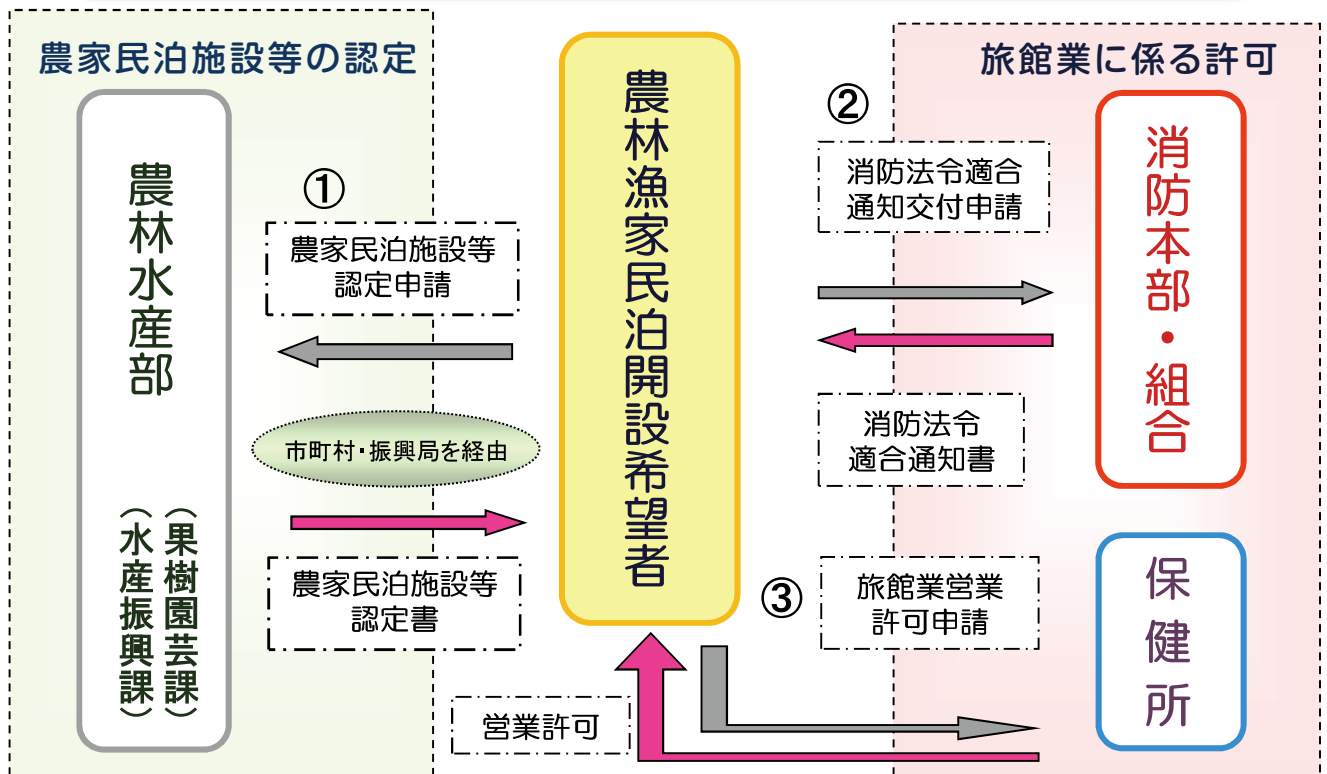 農家民泊施設等の認定
農林水産部
（果樹園芸課）
（水産振興課）
①
農家民泊施設等
認定申請
市町村・振興局を経由
農家民泊施設等
認定書
農林漁家民泊開設希望者
旅館業に係る許可
②
消防法令適合
通知交付申請
消防法令
適合通知書
消防本部・組合
③
旅館業営業
許可申請
営業許可
保健所